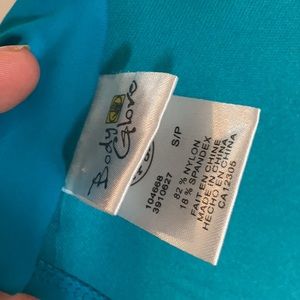 Body
Glove
S/P
104668
3910627
82 % NYLON
18 % SPANDEX
FAIT EN CHINE
MADE IN CHINA
HECHO EN CHINA
CA12305